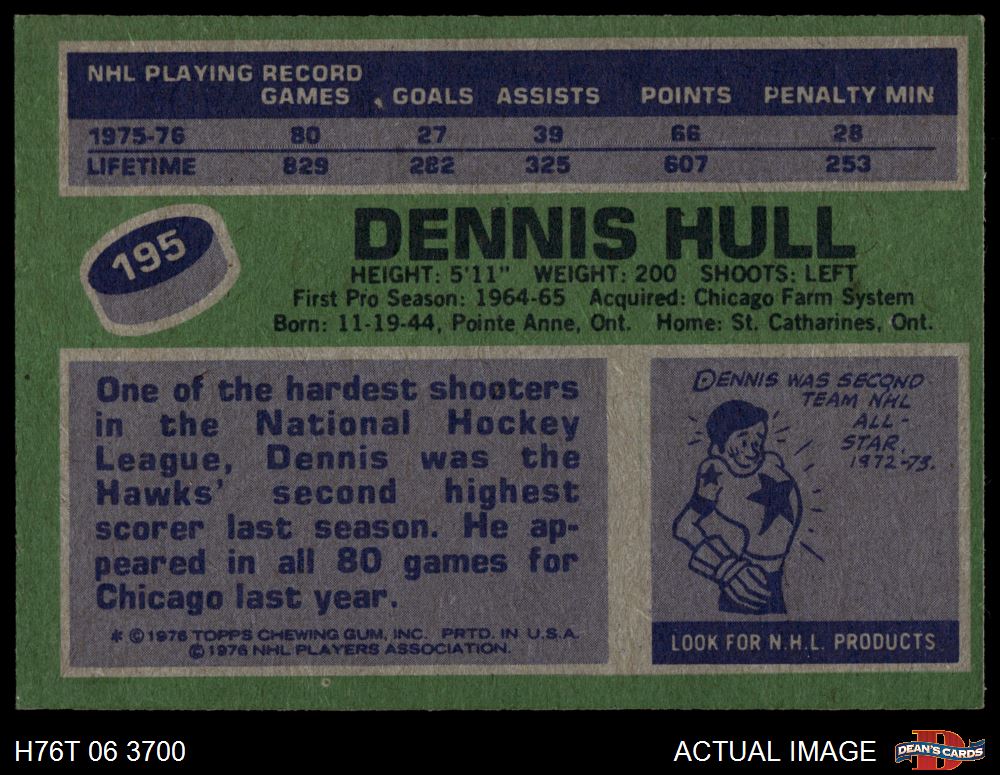 NHL PLAYING RECORD
GAMES GOALS ASSISTS POINTS PENALTY MIN
1975-76 80 27 39 66 28
LIFETIME 829 282 325 607 253
195
DENNIS HULL
HEIGHT: 5'11" WEIGHT: 200 SHOOTS: LEFT
First Pro Season: 1964-65 Acquired: Chicago Farm System
Born: 11-19-44, Pointe Anne, Ont. Home: St. Catharines, Ont.
One of the hardest shooters
in the National Hockey
League, Dennis was the
Hawks' second highest
scorer last season. He ap-
peared in all 80 games for
Chicago last year.
* © 1976 TOPPS CHEWING GUM, INC. PRTD. IN U.S.A.
© 1976 NHL PLAYERS ASSOCIATION.
DENNIS WAS SECOND
TEAM NHL
ALL-
STAR,
1972-73.
LOOK FOR N.H.L. PRODUCTS
H76T 06 3700
ACTUAL IMAGE
DEAN'S CARDS